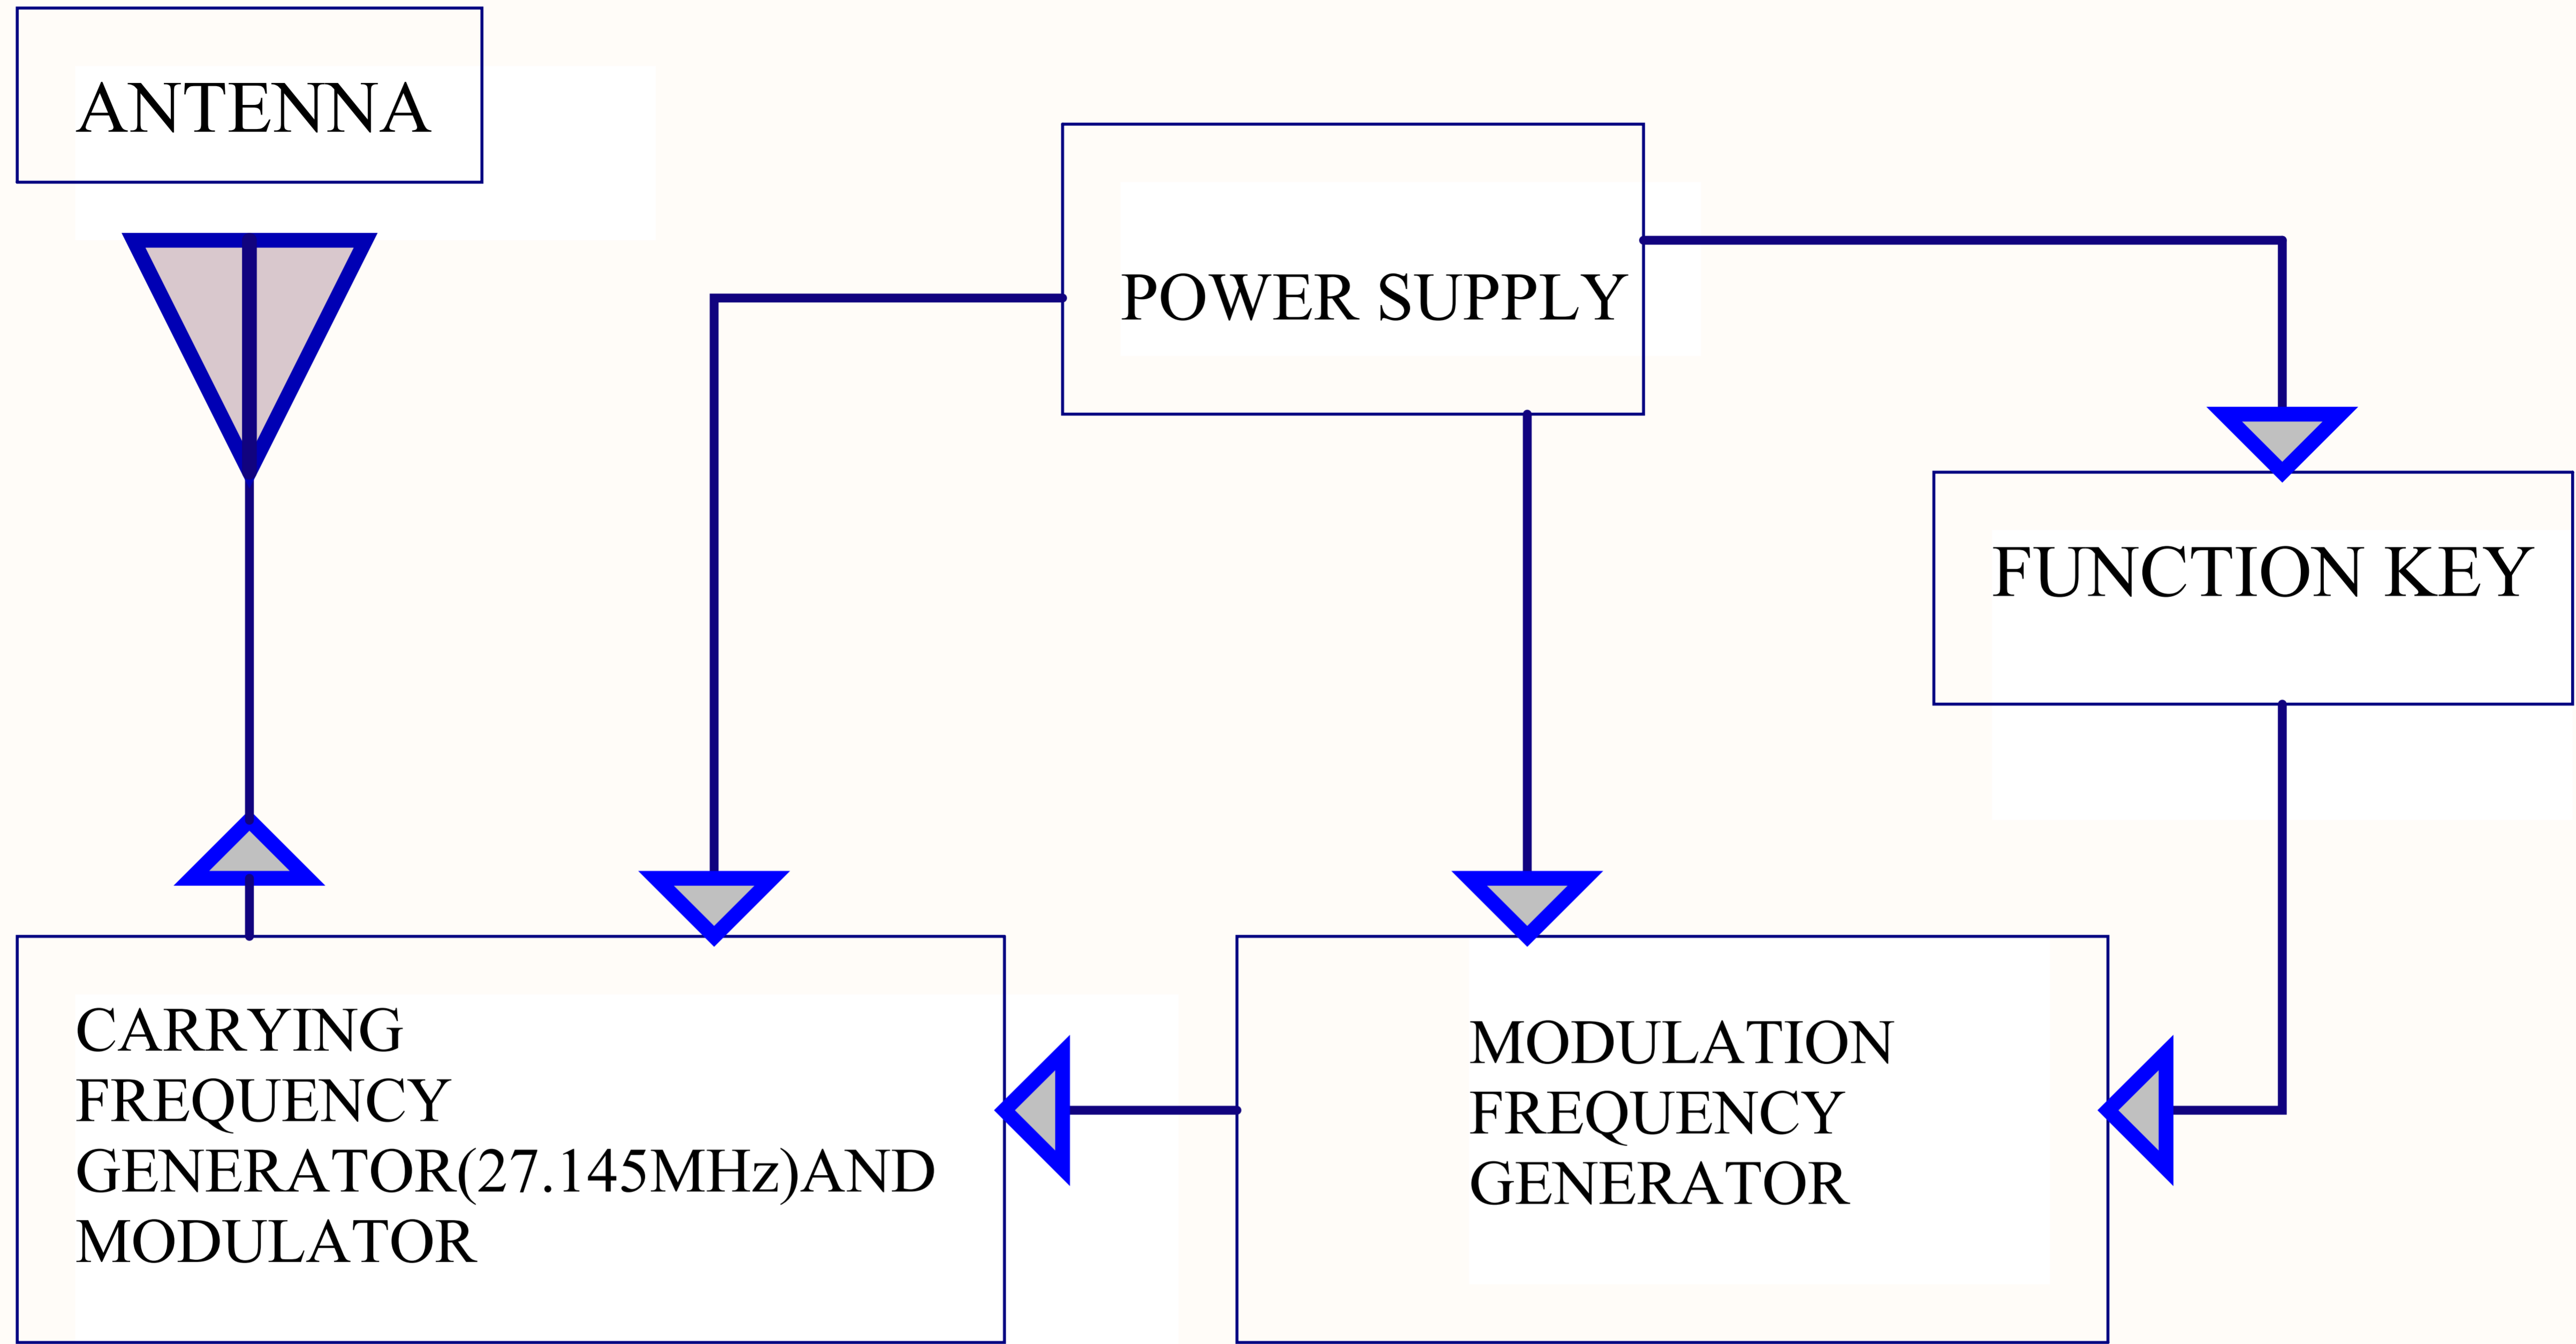 ANTENNA
POWER SUPPLY
FUNCTION KEY
CARRYING
FREQUENCY
GENERATOR(27.145MHz)AND
MODULATOR
MODULATION
FREQUENCY
GENERATOR